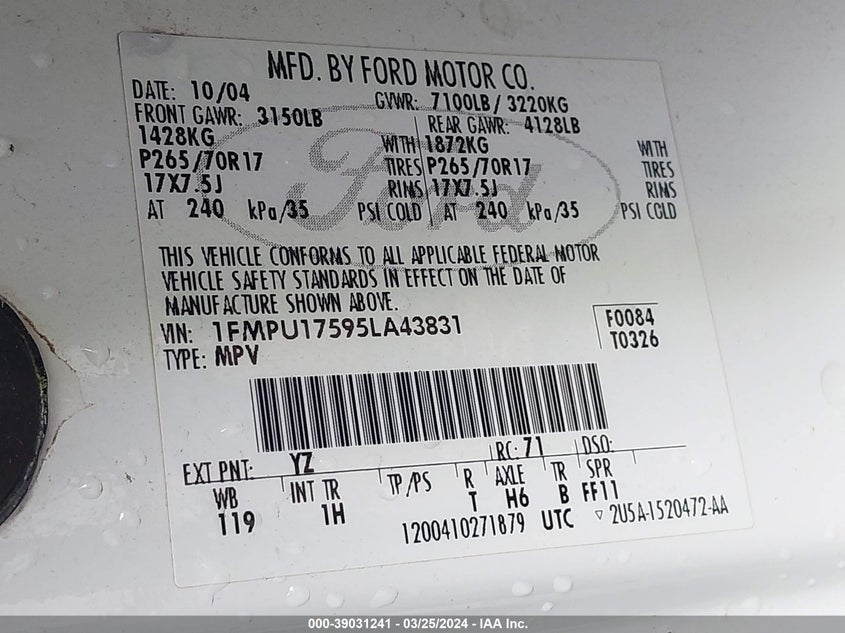 MFD. BY FORD MOTOR CO.
DATE: 10/04 GVWR: 7100LB/ 3220KG
FRONT GAWR: 3150LB REAR GAWR: 4128LB
1428KG WITH 1872KG WITH
P265/70R17 TIRES P265/70R17 TIRES
17X7.5J RINS 17X7.5J RINS
AT 240 kPa/35 PSI COLD AT 240 kPa/35 PSI COLD
Ford
THIS VEHICLE CONFORMS TO ALL APPLICABLE FEDERAL MOTOR
VEHICLE SAFETY STANDARDS IN EFFECT ON THE DATE OF
MANUFACTURE SHOWN ABOVE.
VIN: 1FMPU17595LA43831 F0084
TYPE: MPV T0326
EXT PNT: YZ RC: 71 DSO:
WB INT TR TP/PS R AXLE TR SPR
119 1H T H6 B FF11
1200410271879 UTC ▽ 2U5A-1520472-AA
000-39031241 - 03/25/2024 - IAA Inc.